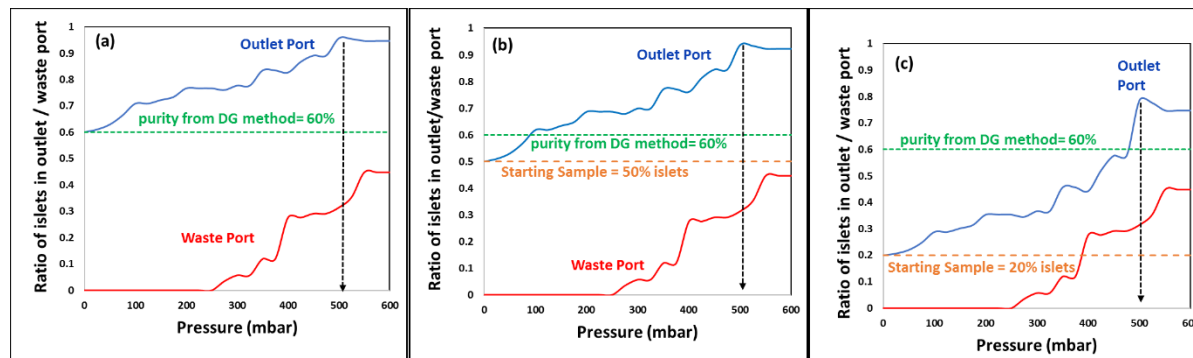 (a)
Ratio of islets in outlet / waste port
1
0.9
0.8
0.7
0.6
0.5
0.4
0.3
0.2
0.1
0
Outlet Port
purity from DG method= 60%
Waste Port
0 100 200 300 400 500 600
Pressure (mbar)
(b)
Ratio of islets in outlet/waste port
1
0.9
0.8
0.7
0.6
0.5
0.4
0.3
0.2
0.1
0
Outlet Port
purity from DG method= 60%
Starting Sample = 50% islets
Waste Port
0 100 200 300 400 500 600
Pressure (mbar)
(c)
Ratio of islets in outlet / waste port
1
0.9
0.8
0.7
0.6
0.5
0.4
0.3
0.2
0.1
0
Outlet
Port
purity from DG method= 60%
Waste Port
Starting Sample = 20% islets
0 100 200 300 400 500 600
Pressure (mbar)